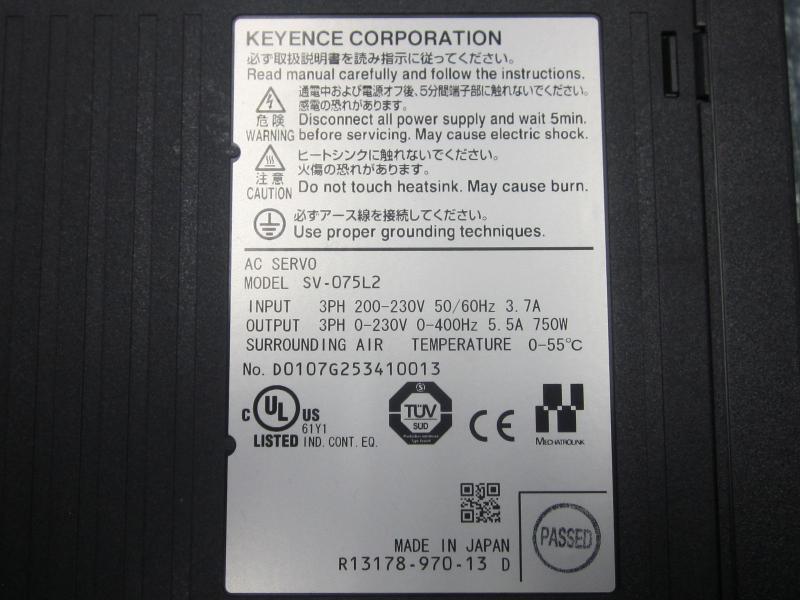 KEYENCE CORPORATION
必ず取扱説明書を読み指示に従ってください。
Read manual carefully and follow the instructions.
通電中および電源オフ後、5分間端子部に触れないでください。
感電の恐れがあります。
危険
WARNING
Disconnect all power supply and wait 5min.
before servicing. May cause electric shock.
ヒートシンクに触れないでください。
火傷の恐れがあります。
注意
CAUTION
Do not touch heatsink. May cause burn.
必ずアース線を接続してください。
Use proper grounding techniques.
AC SERVO
MODEL SV-075L2
INPUT 3PH 200-230V 50/60Hz 3.7A
OUTPUT 3PH 0-230V 0-400Hz 5.5A 750W
SURROUNDING AIR TEMPERATURE 0-55℃
No. D0107G253410013
C UL US
LISTED
61Y1
IND. CONT. EQ.
TÜV
SÜD
CE
MECHATROLINK
MADE IN JAPAN
R13178-970-13 D
PASSED